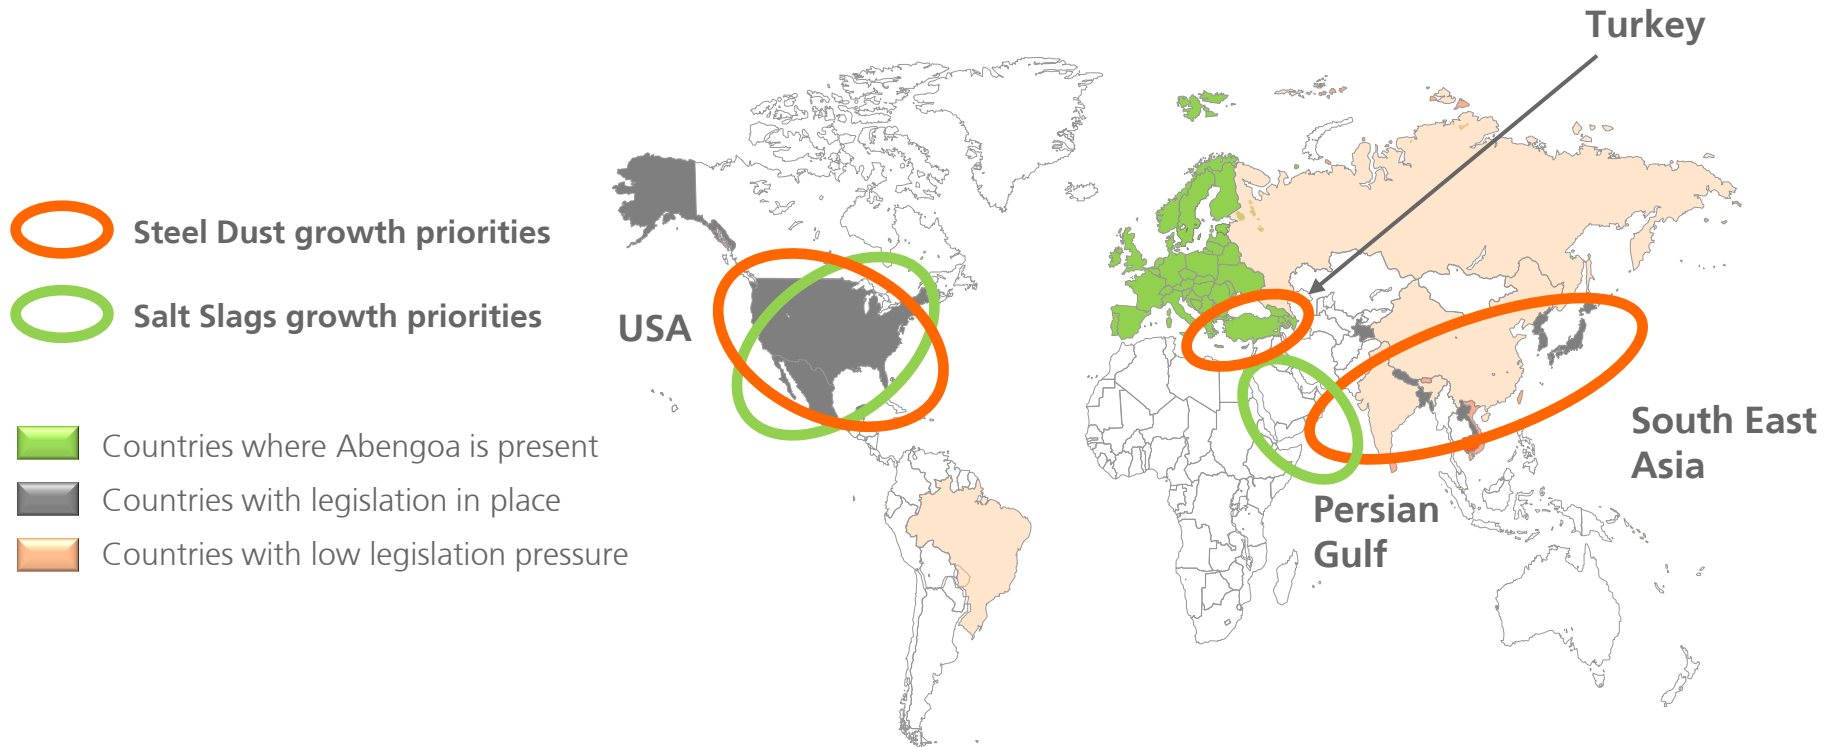 Turkey
Steel Dust growth priorities
Salt Slags growth priorities
USA
South East
Asia
Countries where Abengoa is present
Countries with legislation in place
Countries with low legislation pressure
Persian
Gulf